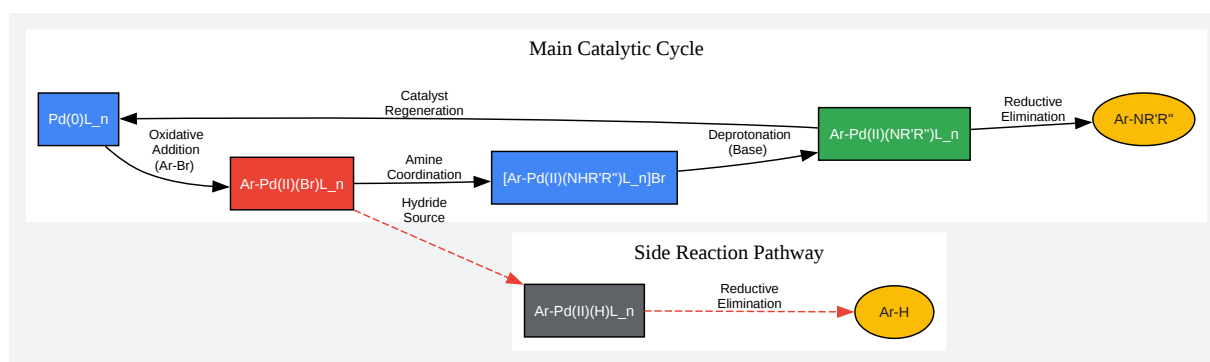 Main Catalytic Cycle
Pd(0)L_n
Oxidative
Addition
(Ar-Br)
Ar-Pd(II)(Br)L_n
Amine
Coordination
[Ar-Pd(II)(NHR'R")L_n]Br
Deprotonation
(Base)
Ar-Pd(II)(NR'R")L_n
Reductive
Elimination
Ar-NR'R"
Catalyst
Regeneration
Hydride
Source
Side Reaction Pathway
Ar-Pd(II)(H)L_n
Reductive
Elimination
Ar-H